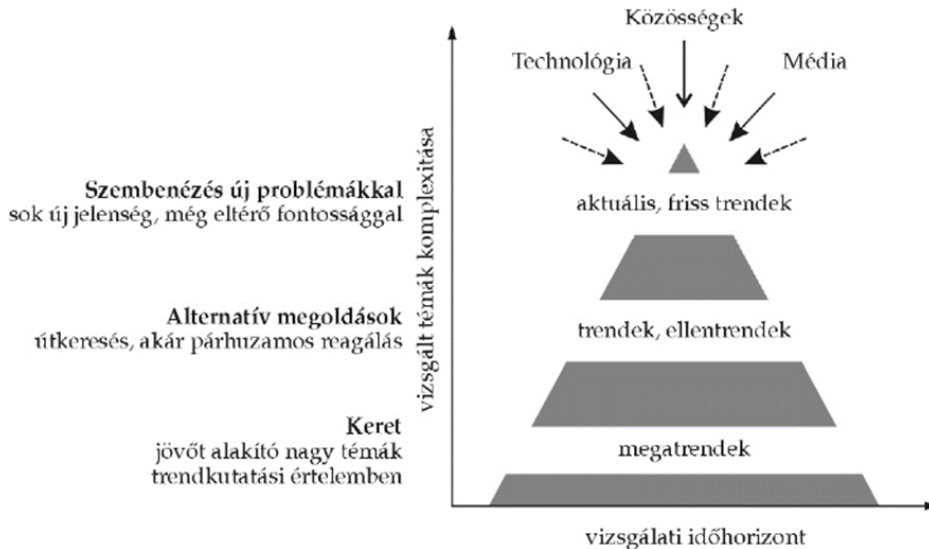 Közösségek
Technológia
Média
Szembenézés új problémákkal
sok új jelenség, még eltérő fontossággal
aktuális, friss trendek
Alternatív megoldások
útkeresés, akár párhuzamos reagálás
trendek, ellentrendek
Keret
jövőt alakító nagy témák
trendkutatási értelemben
megatrendek
vizsgált témák komplexitása
vizsgálati időhorizont